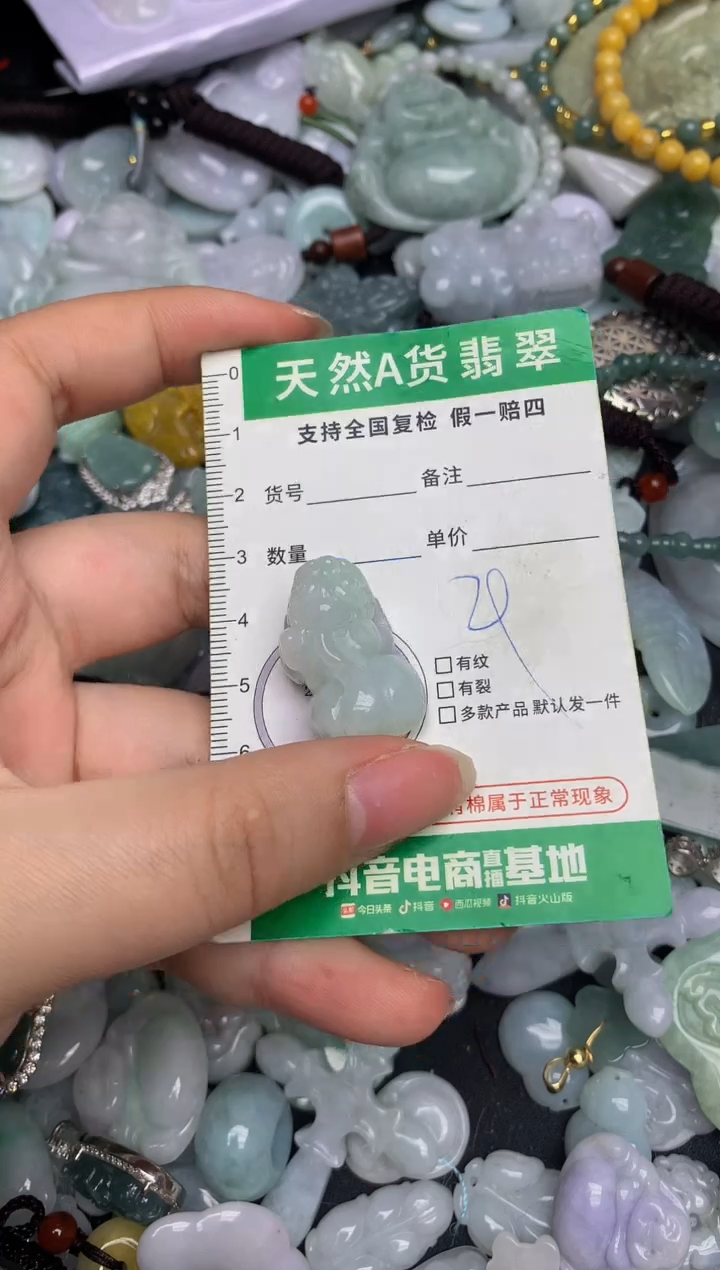 天然A货翡翠
支持全国复检 假一赔四
0
1
2
3
4
5
6
货号 备注
数量 单价
有纹
有裂
多款产品 默认发一件
棉属于正常现象
抖音电商直播基地
今日头条 抖音 西瓜视频 抖音火山版